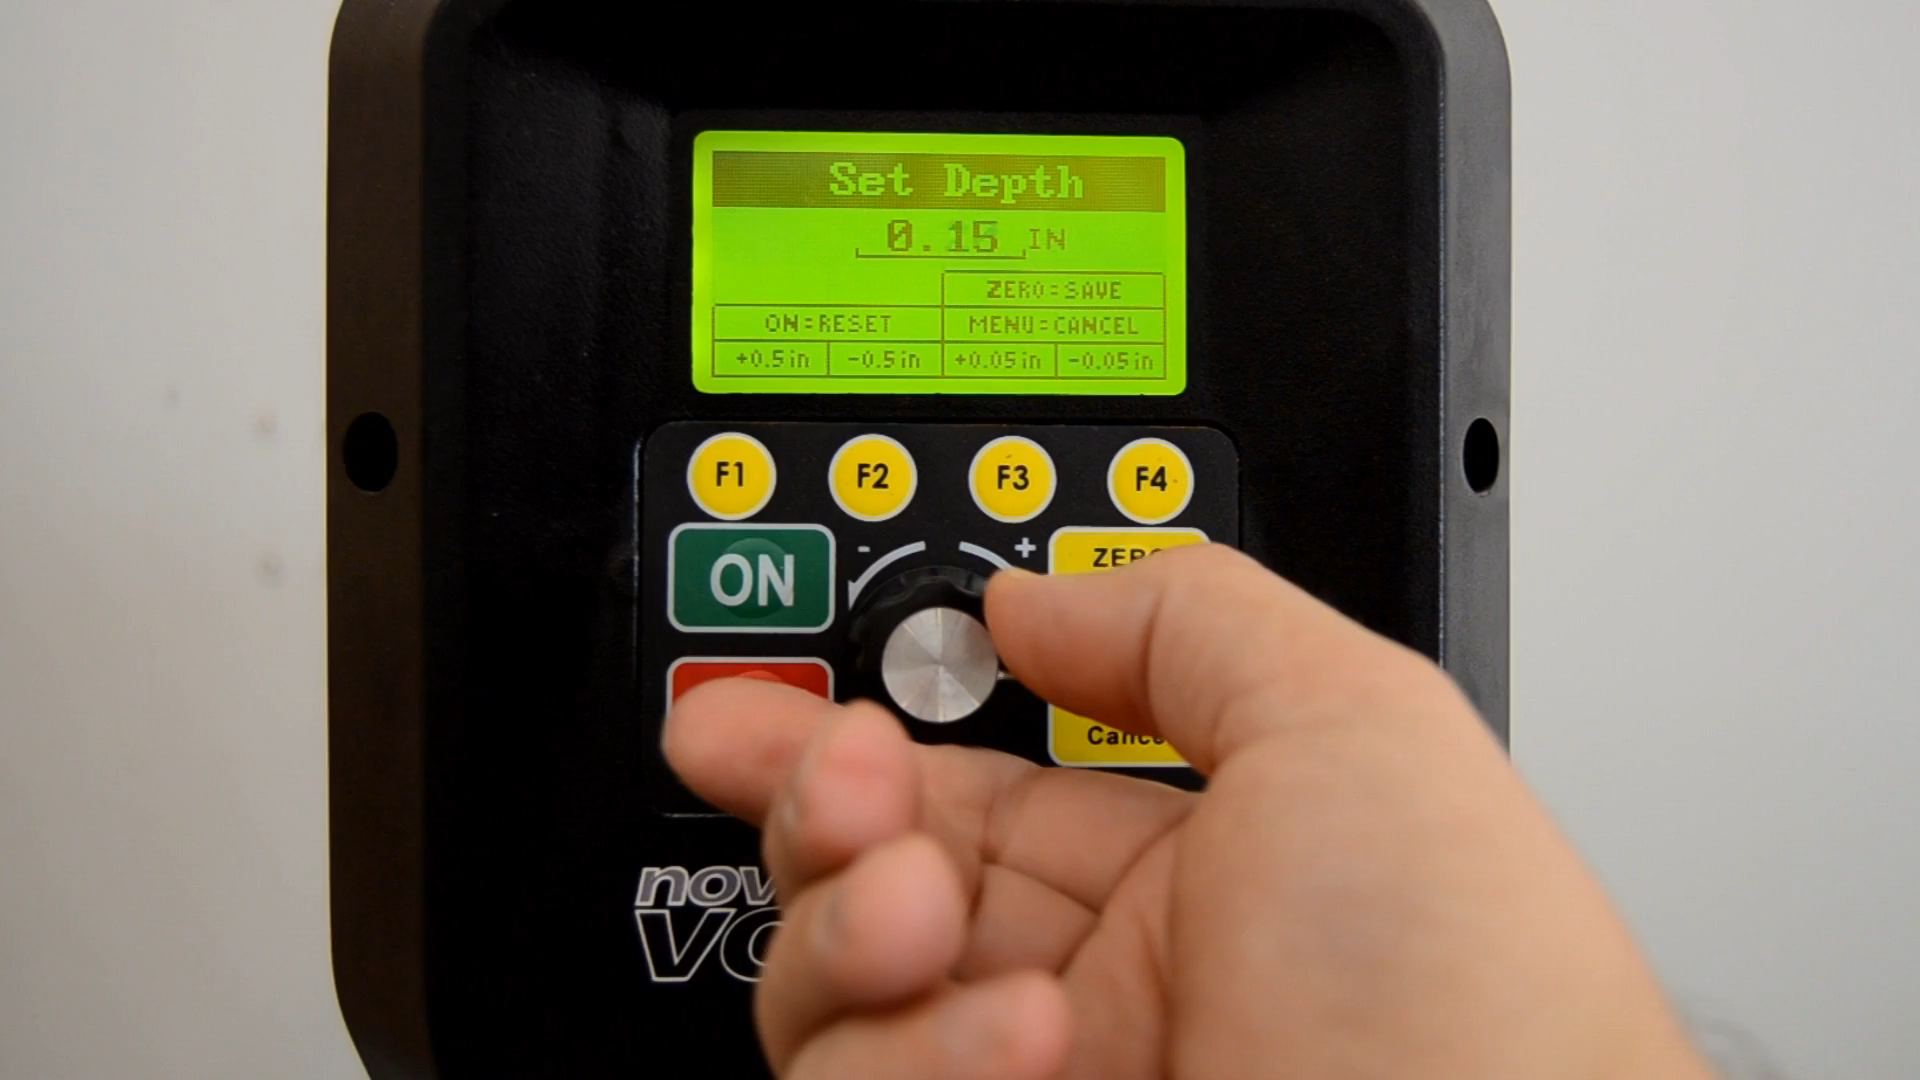 Set Depth
0.15 IN
ZERO=SAVE
ON=RESET MENU=CANCEL
+0.5in -0.5in +0.05in -0.05in
F1 F2 F3 F4
ON - +